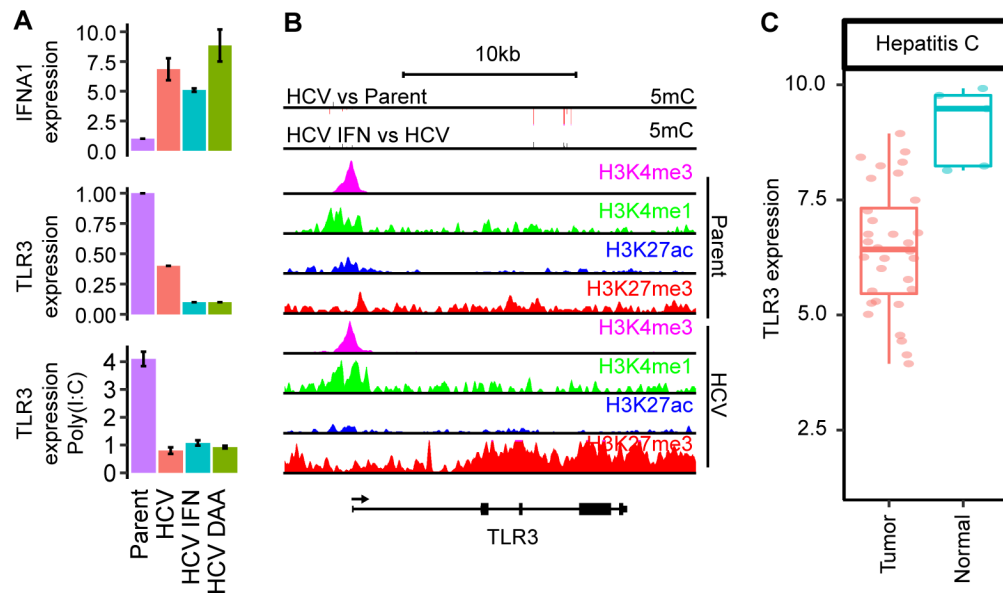 A
IFNA1
expression
10.0
7.5
5.0
2.5
0.0
TLR3
expression
1.00
0.75
0.50
0.25
0.00
TLR3
expression
Poly(I:C)
4
3
2
1
0
Parent
HCV
HCV IFN
HCV DAA
B
10kb
HCV vs Parent 5mC
HCV IFN vs HCV 5mC
H3K4me3
H3K4me1
H3K27ac
H3K27me3
Parent
H3K4me3
H3K4me1
H3K27ac
H3K27me3
HCV
TLR3
C
Hepatitis C
TLR3 expression
10.0
7.5
5.0
2.5
Tumor
Normal